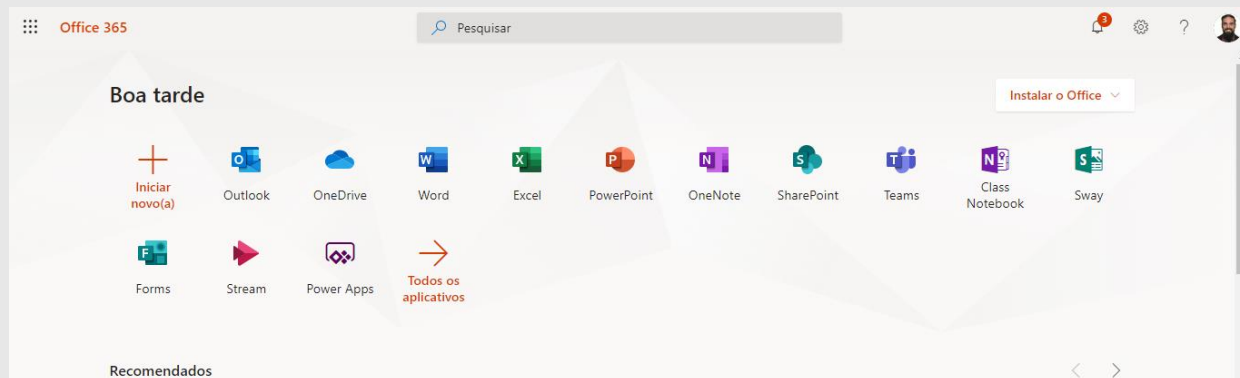 Office 365
Pesquisar
3
?
Boa tarde
Instalar o Office
Iniciar
novo(a)
Outlook
OneDrive
Word
Excel
PowerPoint
OneNote
SharePoint
Teams
Class
Notebook
Sway
Forms
Stream
Power Apps
Todos os
aplicativos
Recomendados